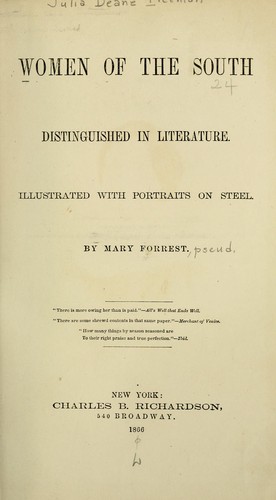 Julia Deane Freeman
WOMEN OF THE SOUTH
24
DISTINGUISHED IN LITERATURE.
ILLUSTRATED WITH PORTRAITS ON STEEL.
BY MARY FORREST. pseud.
"There is more owing her than is paid."—All's Well that Ends Well.
"There are some shrewd contents in that same paper."—Merchant of Venice.
"How many things by season seasoned are
To their right praise and true perfection."—Ibid.
NEW YORK:
CHARLES B. RICHARDSON,
540 BROADWAY.
1866